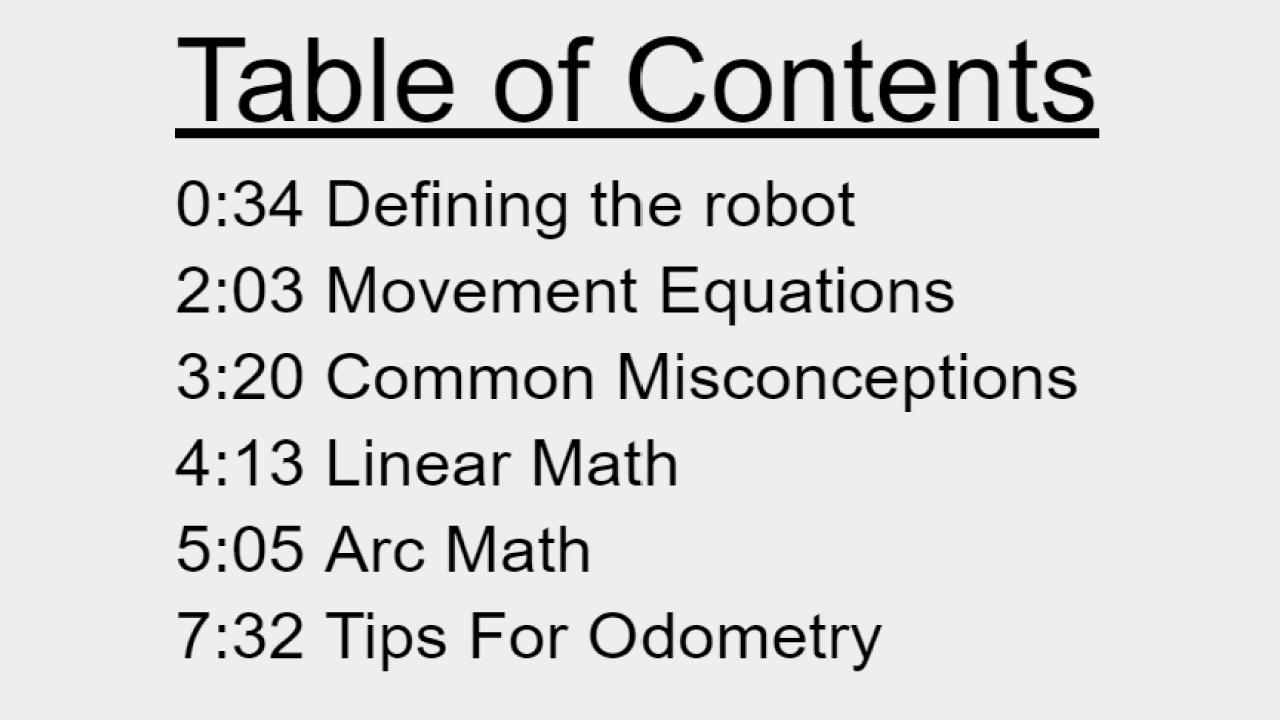 Table of Contents
0:34 Defining the robot
2:03 Movement Equations
3:20 Common Misconceptions
4:13 Linear Math
5:05 Arc Math
7:32 Tips For Odometry